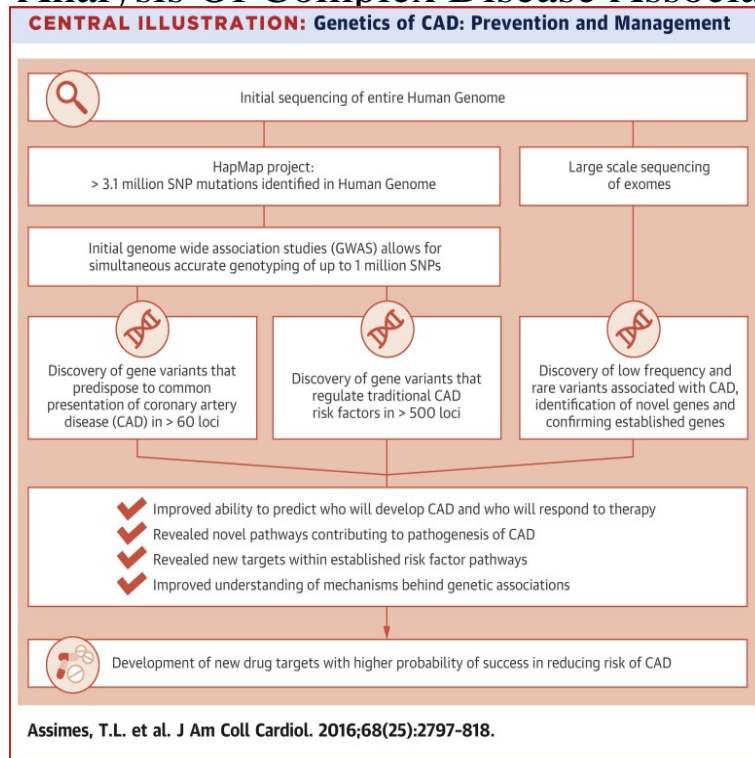 Analysis Of Complex Disease Associa
CENTRAL ILLUSTRATION: Genetics of CAD: Prevention and Management
Initial sequencing of entire Human Genome
HapMap project:
> 3.1 million SNP mutations identified in Human Genome
Large scale sequencing
of exomes
Initial genome wide association studies (GWAS) allows for
simultaneous accurate genotyping of up to 1 million SNPs
Discovery of gene variants that
predispose to common
presentation of coronary artery
disease (CAD) in > 60 loci
Discovery of gene variants that
regulate traditional CAD
risk factors in > 500 loci
Discovery of low frequency and
rare variants associated with CAD,
identification of novel genes and
confirming established genes
Improved ability to predict who will develop CAD and who will respond to therapy
Revealed novel pathways contributing to pathogenesis of CAD
Revealed new targets within established risk factor pathways
Improved understanding of mechanisms behind genetic associations
Development of new drug targets with higher probability of success in reducing risk of CAD
Assimes, T.L. et al. J Am Coll Cardiol. 2016;68(25):2797-818.